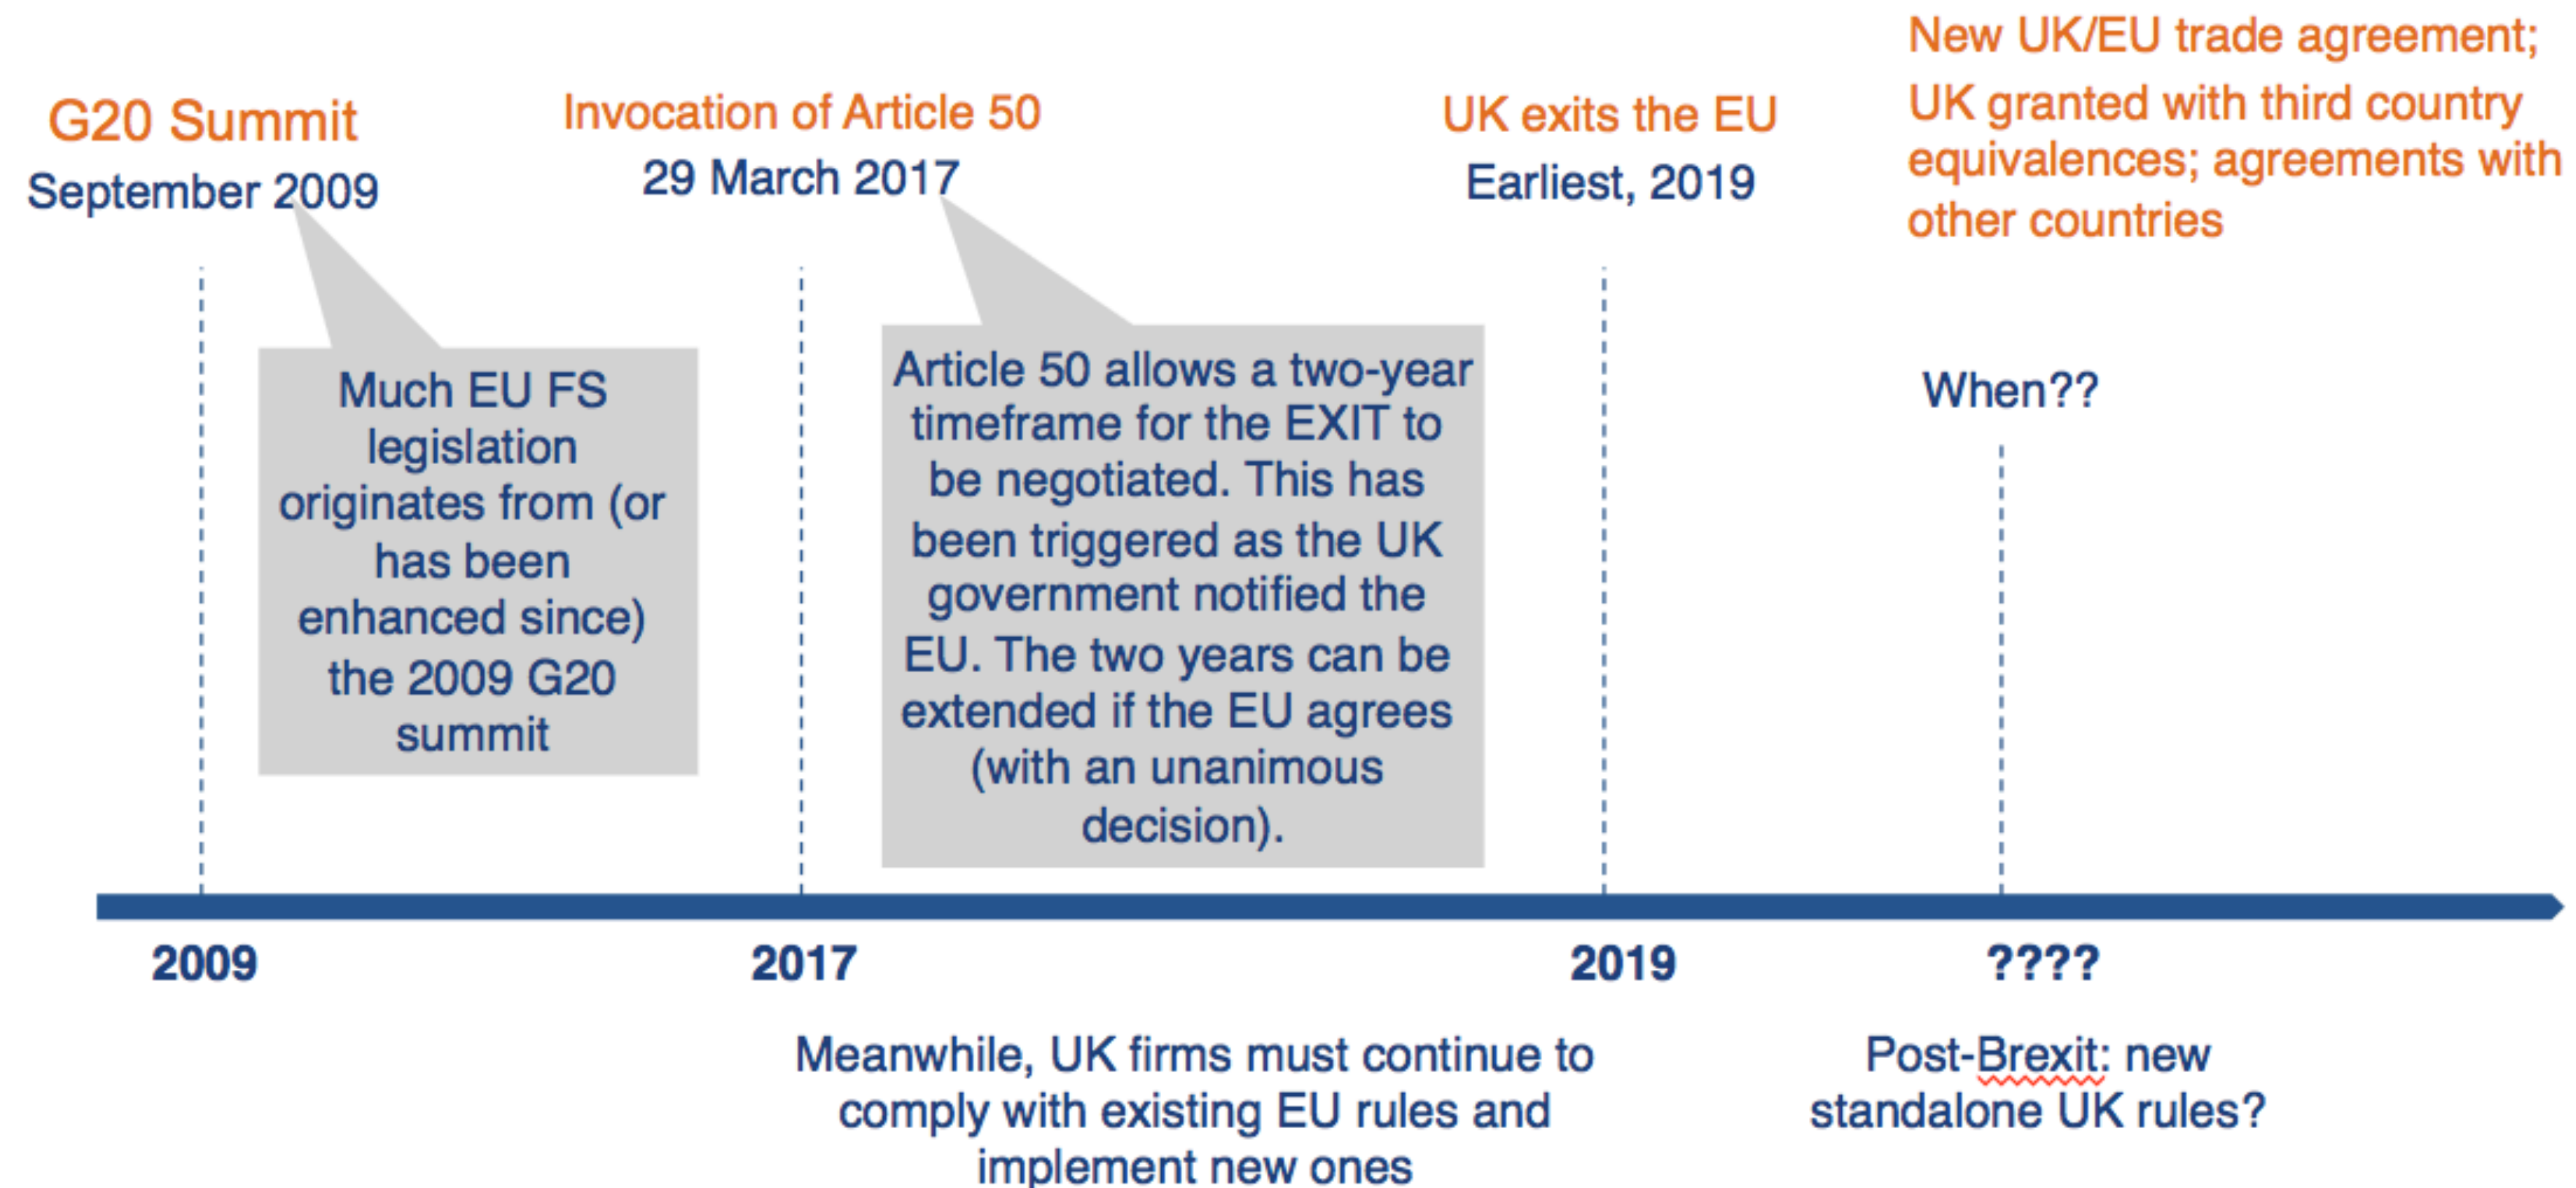 G20 Summit
September 2009
Invocation of Article 50
29 March 2017
UK exits the EU
Earliest, 2019
New UK/EU trade agreement;
UK granted with third country
equivalences; agreements with
other countries
When??
Much EU FS
legislation
originates from (or
has been
enhanced since)
the 2009 G20
summit
Article 50 allows a two-year
timeframe for the EXIT to
be negotiated. This has
been triggered as the UK
government notified the
EU. The two years can be
extended if the EU agrees
(with an unanimous
decision).
2009
2017
2019
????
Meanwhile, UK firms must continue to
comply with existing EU rules and
implement new ones
Post-Brexit: new
standalone UK rules?